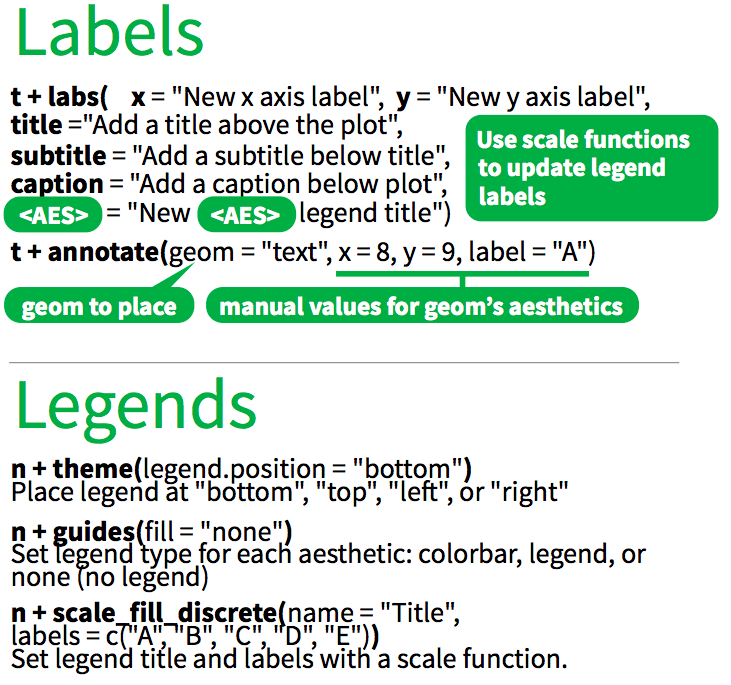 Labels
t + labs( x = "New x axis label", y = "New y axis label",
title ="Add a title above the plot",
subtitle = "Add a subtitle below title",
caption = "Add a caption below plot",
<AES> = "New <AES> legend title")
Use scale functions
to update legend
labels
t + annotate(geom = "text", x = 8, y = 9, label = "A")
geom to place
manual values for geom’s aesthetics
Legends
n + theme(legend.position = "bottom")
Place legend at "bottom", "top", "left", or "right"
n + guides(fill = "none")
Set legend type for each aesthetic: colorbar, legend, or
none (no legend)
n + scale_fill_discrete(name = "Title",
labels = c("A", "B", "C", "D", "E"))
Set legend title and labels with a scale function.